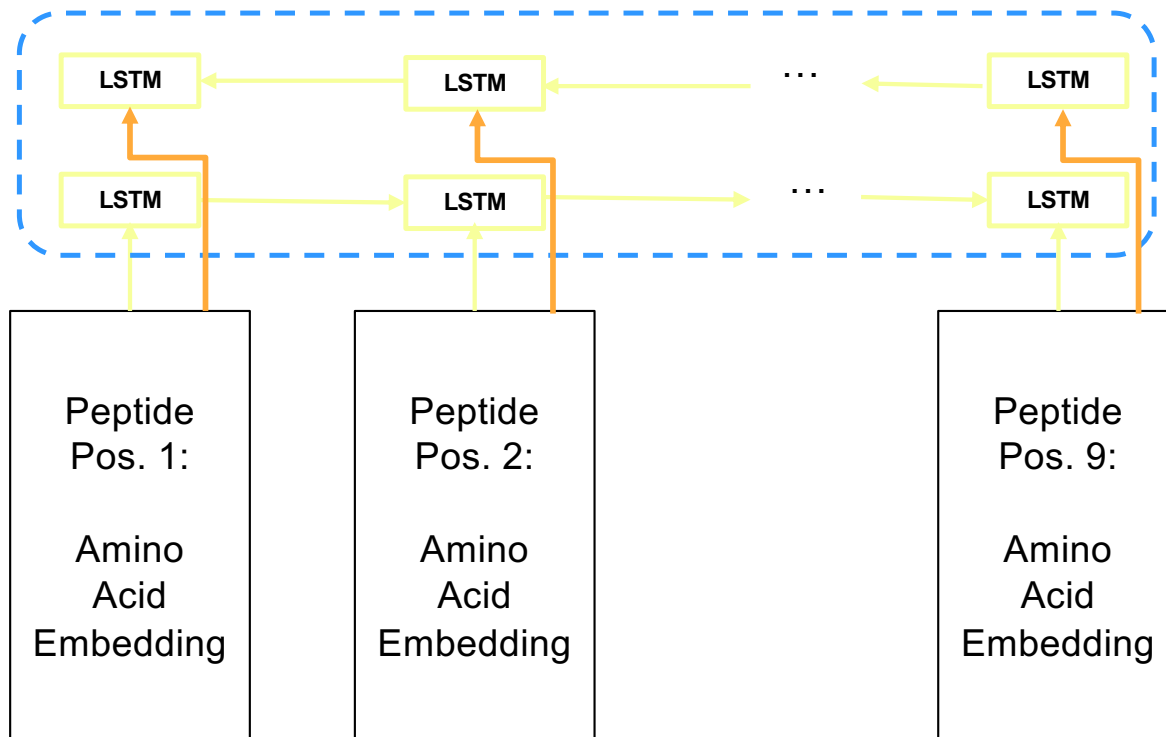 LSTM
LSTM
...
LSTM
LSTM
LSTM
...
LSTM
Peptide
Pos. 1:
Amino
Acid
Embedding
Peptide
Pos. 2:
Amino
Acid
Embedding
Peptide
Pos. 9:
Amino
Acid
Embedding